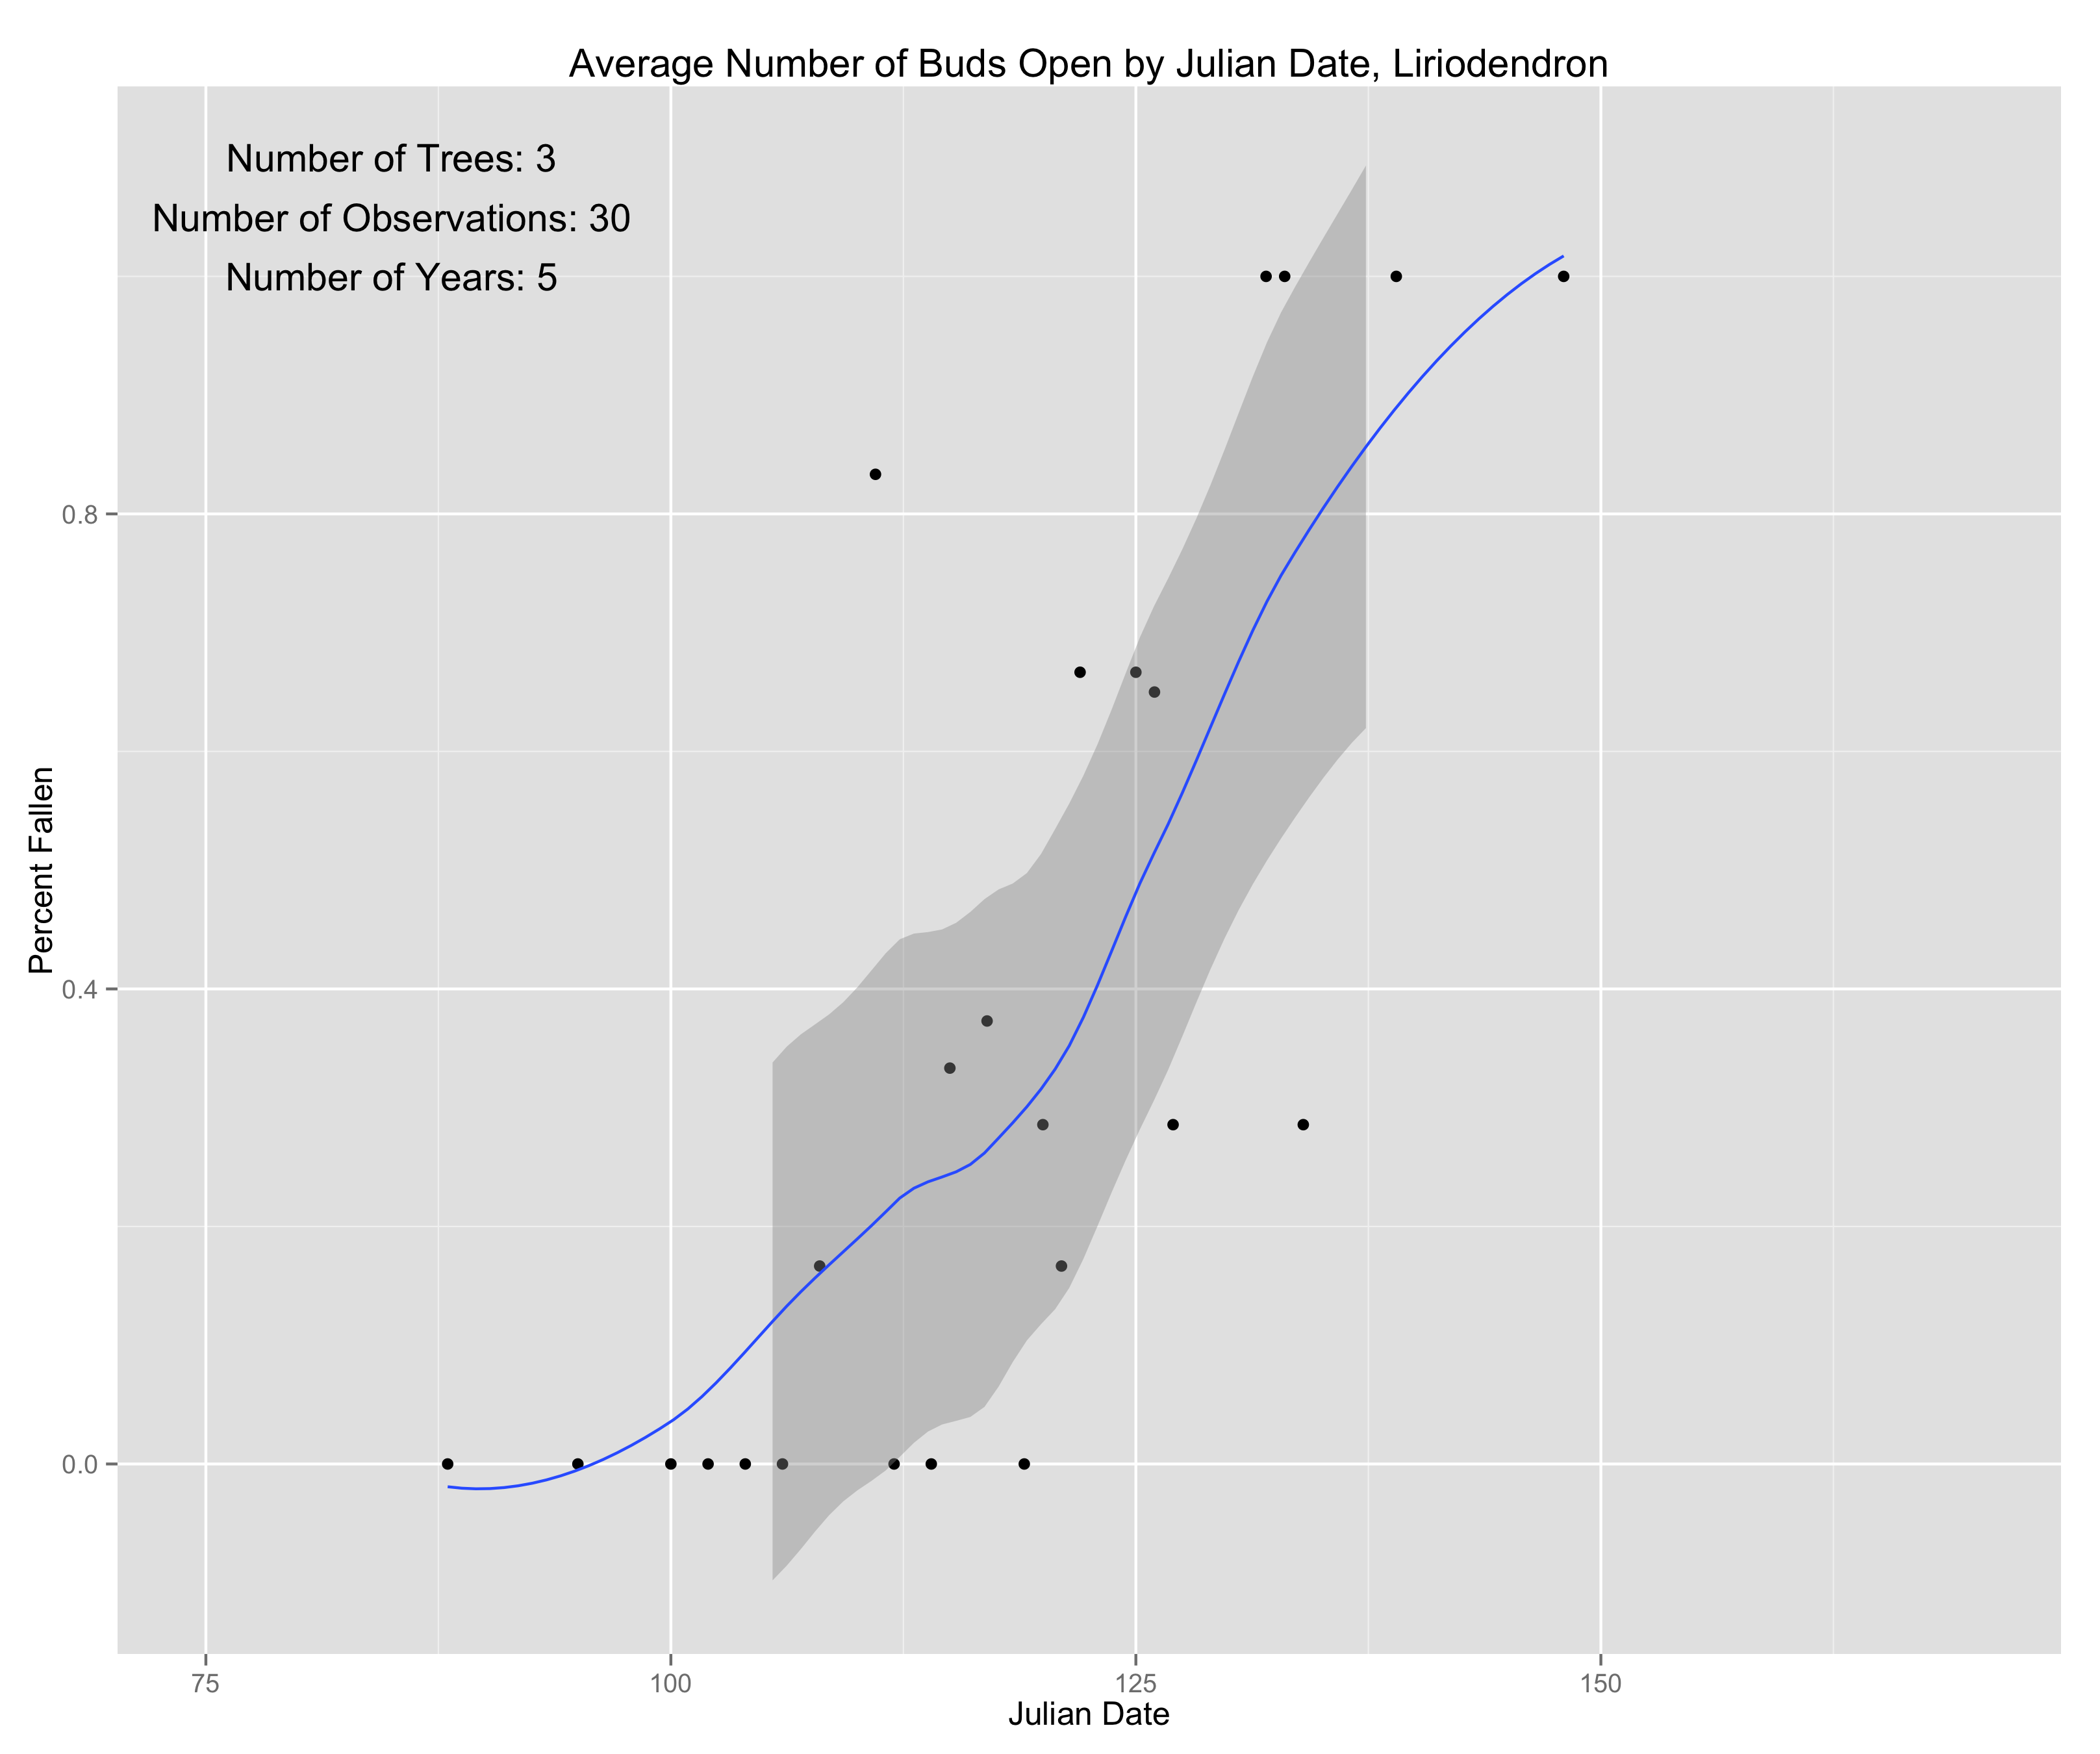 Average Number of Buds Open by Julian Date, Liriodendron
Number of Trees: 3
Number of Observations: 30
Number of Years: 5
0.8
0.4
0.0
Percent Fallen
75 100 125 150
Julian Date